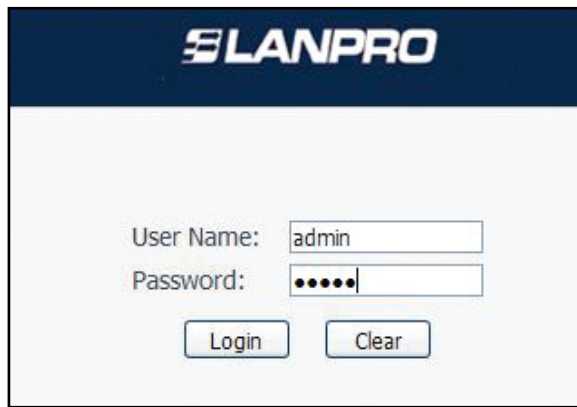 LANPRO
User Name: admin
Password: •••••
Login Clear